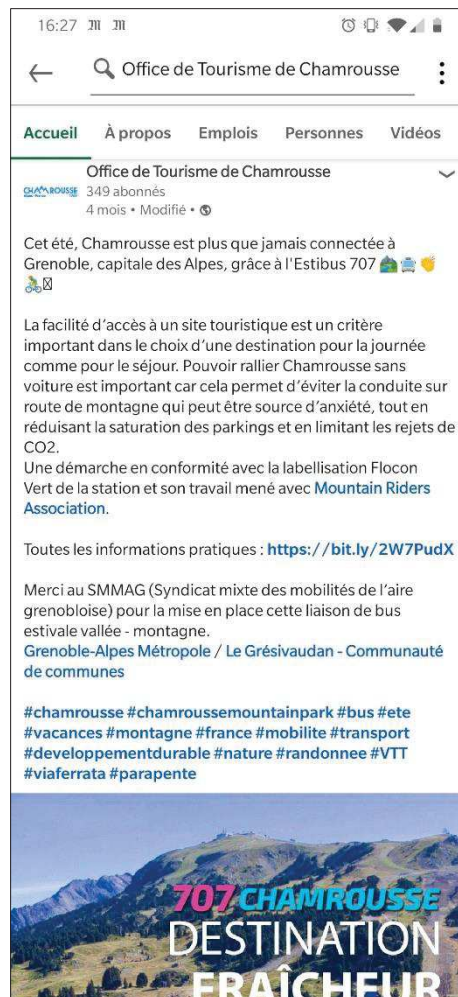 16:27
Office de Tourisme de Chamrousse
Accueil À propos Emplois Personnes Vidéos
Office de Tourisme de Chamrousse
CHAMROUSSE
349 abonnés
4 mois • Modifié •
Cet été, Chamrousse est plus que jamais connectée à
Grenoble, capitale des Alpes, grâce à l'Estibus 707
La facilité d'accès à un site touristique est un critère
important dans le choix d'une destination pour la journée
comme pour le séjour. Pouvoir rallier Chamrousse sans
voiture est important car cela permet d'éviter la conduite sur
route de montagne qui peut être source d'anxiété, tout en
réduisant la saturation des parkings et en limitant les rejets de
CO2.
Une démarche en conformité avec la labellisation Flocon
Vert de la station et son travail mené avec Mountain Riders
Association.
Toutes les informations pratiques : https://bit.ly/2W7PudX
Merci au SMMAG (Syndicat mixte des mobilités de l'aire
grenobloise) pour la mise en place cette liaison de bus
estivale vallée - montagne.
Grenoble-Alpes Métropole / Le Grésivaudan - Communauté
de communes
#chamrousse #chamroussemountainpark #bus #ete
#vacances #montagne #france #mobilite #transport
#developpementdurable #nature #randonnee #VTT
#viaferrata #parapente
707 CHAMROUSSE
DESTINATION
FRAÎCHEUR